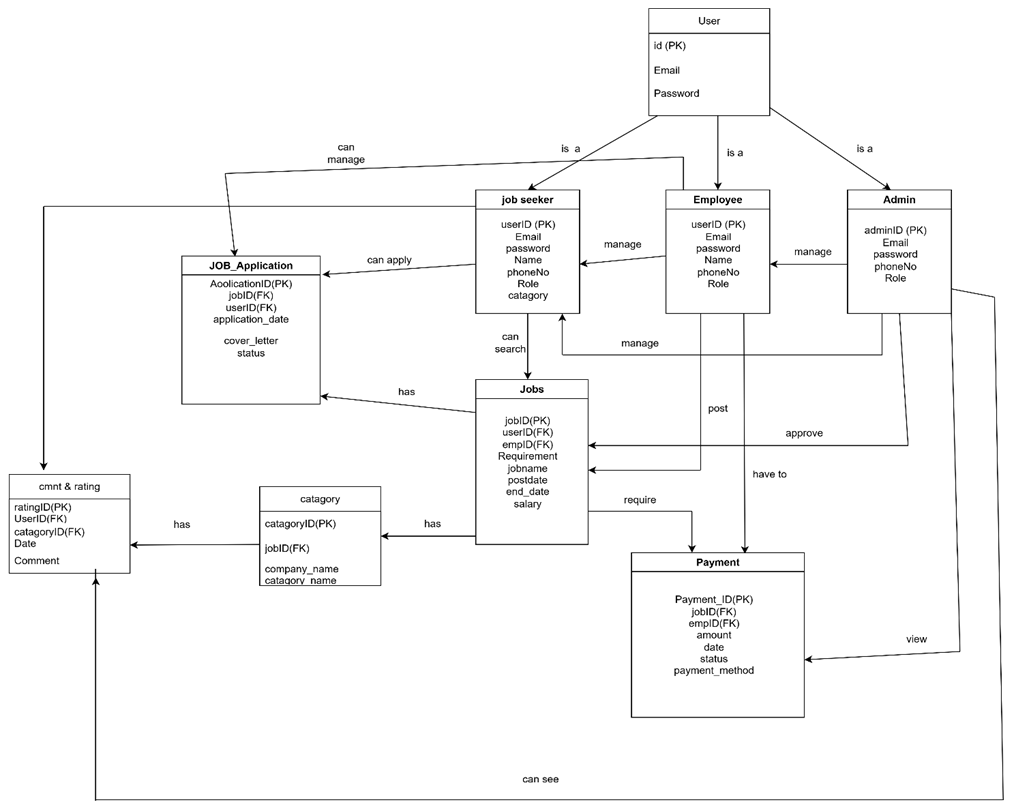 User
id (PK)
Email
Password
is a
is a
is a
can
manage
job seeker
userID (PK)
Email
password
Name
phoneNo
Role
catagory
Employee
userID (PK)
Email
password
Name
phoneNo
Role
Admin
adminID (PK)
Email
password
phoneNo
Role
manage
manage
can apply
JOB_Application
AoolicationID(PK)
jobID(FK)
userID(FK)
application_date
cover_letter
status
can
search
manage
has
Jobs
jobID(PK)
userID(FK)
empID(FK)
Requirement
jobname
postdate
end_date
salary
post
approve
have to
require
cmnt & rating
ratingID(PK)
UserID(FK)
catagoryID(FK)
Date
Comment
has
catagory
catagoryID(PK)
jobID(FK)
company_name
catagory_name
has
Payment
Payment_ID(PK)
jobID(FK)
empID(FK)
amount
date
status
payment_method
view
can see